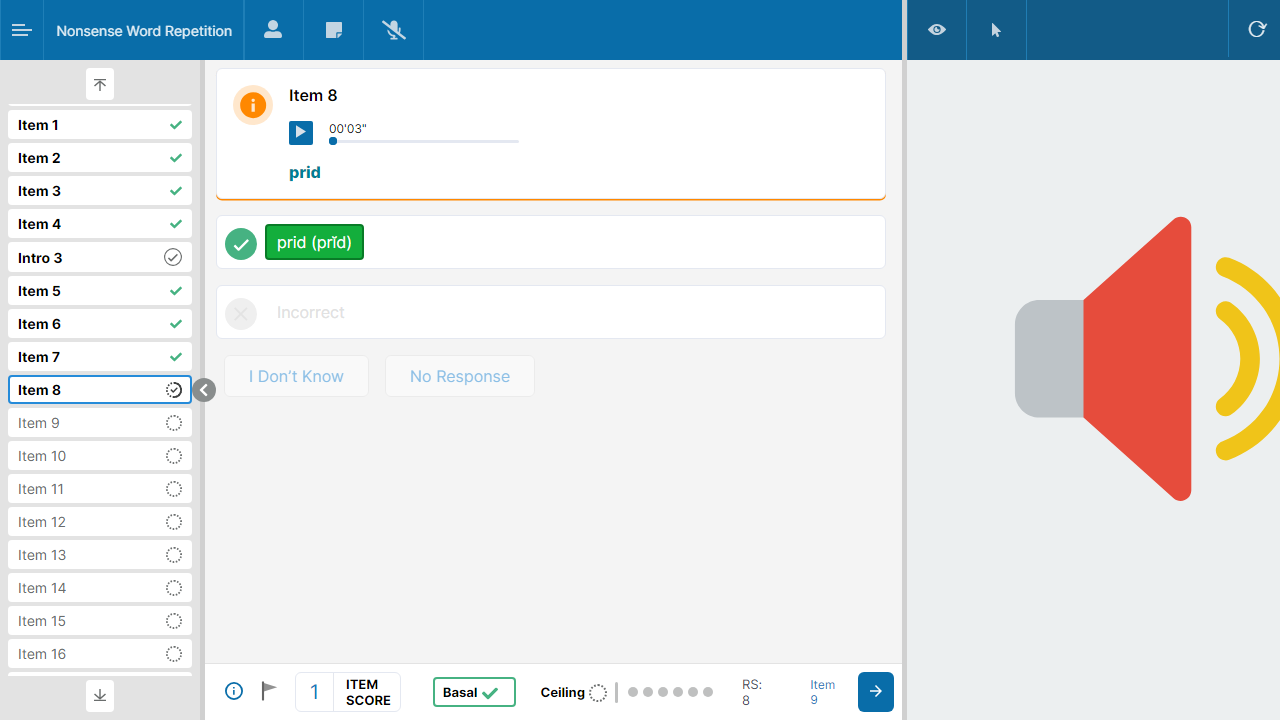 Nonsense Word Repetition
Item 1
Item 2
Item 3
Item 4
Intro 3
Item 5
Item 6
Item 7
Item 8
Item 9
Item 10
Item 11
Item 12
Item 13
Item 14
Item 15
Item 16
Item 8
00'03"
prid
prid (prĭd)
Incorrect
I Don't Know
No Response
1
ITEM
SCORE
Basal
Ceiling
RS:
8
Item
9